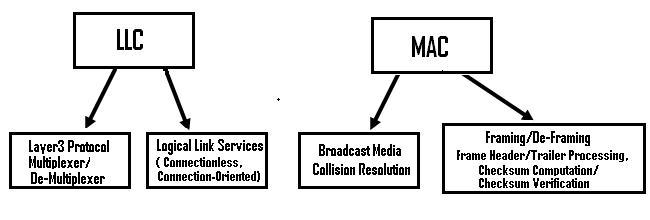 LLC
MAC
Layer3 Protocol
Multiplexer/
De-Multiplexer
Logical Link Services
( Connectionless,
Connection-Oriented)
Broadcast Media
Collision Resolution
Framing/De-Framing
Frame Header/Trailer Processing,
Checksum Computation/
Checksum Verification